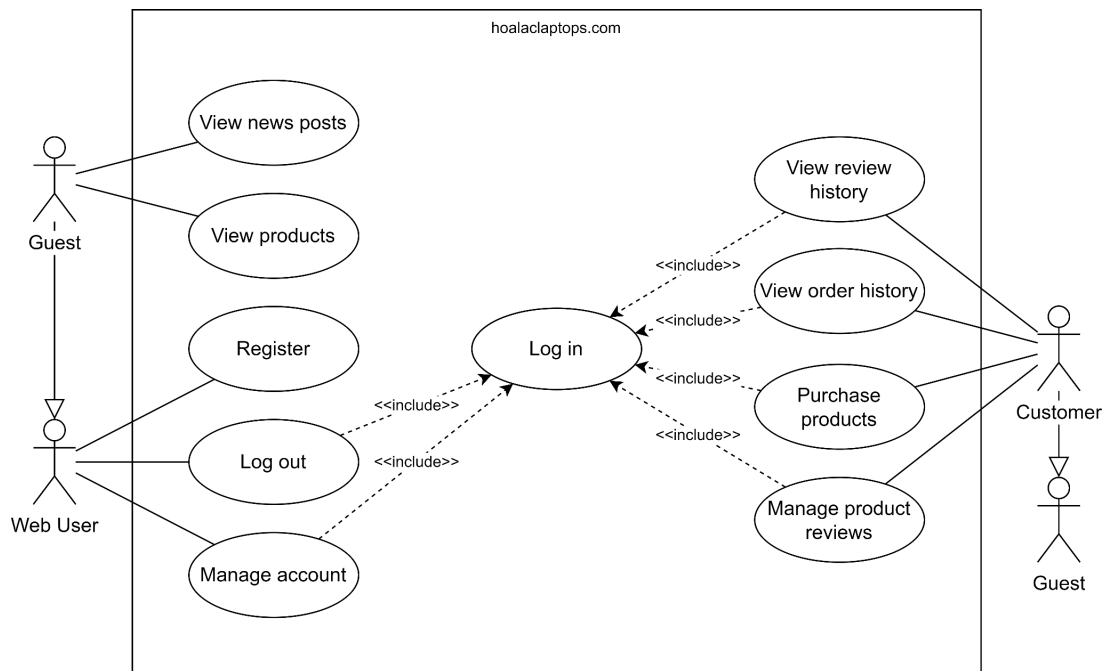 hoalaclaptops.com
View news posts
View products
Guest
Register
Log out
Manage account
Web User
Log in
<<include>>
<<include>>
<<include>>
<<include>>
<<include>>
<<include>>
View review
history
View order history
Purchase
products
Manage product
reviews
Customer
Guest